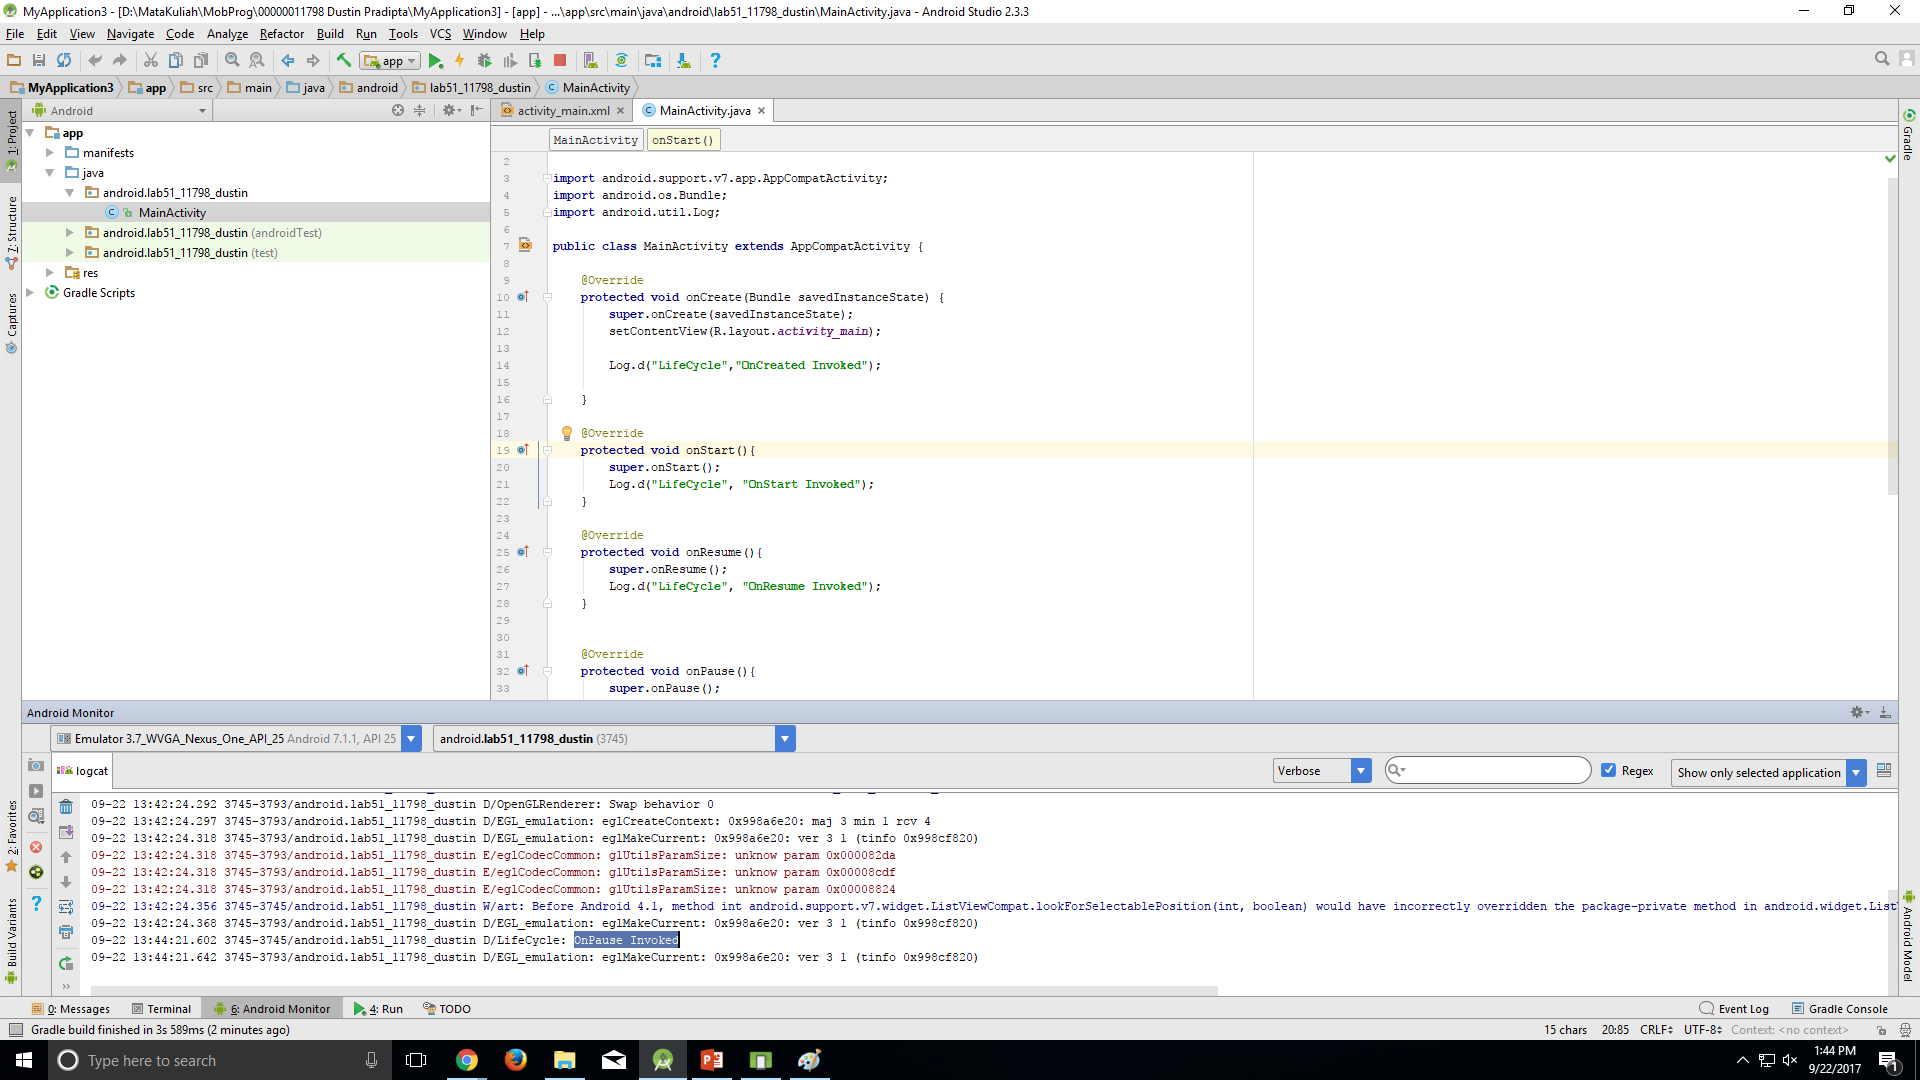 MyApplication3 - [D:\MataKuliah\MobProg\00000011798 Dustin Pradipta\MyApplication3] - [app] - ...\app\src\main\java\android\lab51_11798_dustin\MainActivity.java - Android Studio 2.3.3
File Edit View Navigate Code Analyze Refactor Build Run Tools VCS Window Help
app
MyApplication3 app src main java android lab51_11798_dustin MainActivity
Android
activity_main.xml MainActivity.java
1: Project
7: Structure
Captures
2: Favorites
Build Variants
Gradle
Android Model
app
manifests
java
android.lab51_11798_dustin
MainActivity
android.lab51_11798_dustin (androidTest)
android.lab51_11798_dustin (test)
res
Gradle Scripts
MainActivity onStart()
2
3 import android.support.v7.app.AppCompatActivity;
4 import android.os.Bundle;
5 import android.util.Log;
6
7 public class MainActivity extends AppCompatActivity {
8
9 @Override
10 protected void onCreate(Bundle savedInstanceState) {
11 super.onCreate(savedInstanceState);
12 setContentView(R.layout.activity_main);
13
14 Log.d("LifeCycle","OnCreated Invoked");
15
16 }
17
18 @Override
19 protected void onStart(){
20 super.onStart();
21 Log.d("LifeCycle", "OnStart Invoked");
22 }
23
24 @Override
25 protected void onResume(){
26 super.onResume();
27 Log.d("LifeCycle", "OnResume Invoked");
28 }
29
30
31 @Override
32 protected void onPause(){
33 super.onPause();
Android Monitor
Emulator 3.7_WVGA_Nexus_One_API_25 Android 7.1.1, API 25 android.lab51_11798_dustin (3745)
logcat Verbose Regex Show only selected application
09-22 13:42:24.292 3745-3793/android.lab51_11798_dustin D/OpenGLRenderer: Swap behavior 0
09-22 13:42:24.297 3745-3793/android.lab51_11798_dustin D/EGL_emulation: eglCreateContext: 0x998a6e20: maj 3 min 1 rcv 4
09-22 13:42:24.318 3745-3793/android.lab51_11798_dustin D/EGL_emulation: eglMakeCurrent: 0x998a6e20: ver 3 1 (tinfo 0x998cf820)
09-22 13:42:24.318 3745-3793/android.lab51_11798_dustin E/eglCodecCommon: glUtilsParamSize: unknow param 0x000082da
09-22 13:42:24.318 3745-3793/android.lab51_11798_dustin E/eglCodecCommon: glUtilsParamSize: unknow param 0x00008cdf
09-22 13:42:24.318 3745-3793/android.lab51_11798_dustin E/eglCodecCommon: glUtilsParamSize: unknow param 0x00008824
09-22 13:42:24.356 3745-3745/android.lab51_11798_dustin W/art: Before Android 4.1, method int android.support.v7.widget.ListViewCompat.lookForSelectablePosition(int, boolean) would have incorrectly overridden the package-private method in android.widget.List
09-22 13:42:24.368 3745-3793/android.lab51_11798_dustin D/EGL_emulation: eglMakeCurrent: 0x998a6e20: ver 3 1 (tinfo 0x998cf820)
09-22 13:44:21.602 3745-3745/android.lab51_11798_dustin D/LifeCycle: OnPause Invoked
09-22 13:44:21.642 3745-3793/android.lab51_11798_dustin D/EGL_emulation: eglMakeCurrent: 0x998a6e20: ver 3 1 (tinfo 0x998cf820)
0: Messages Terminal 6: Android Monitor 4: Run TODO Event Log Gradle Console
Gradle build finished in 3s 589ms (2 minutes ago) 15 chars 20:85 CRLF UTF-8 Context: <no context>
Type here to search
1:44 PM
9/22/2017
1